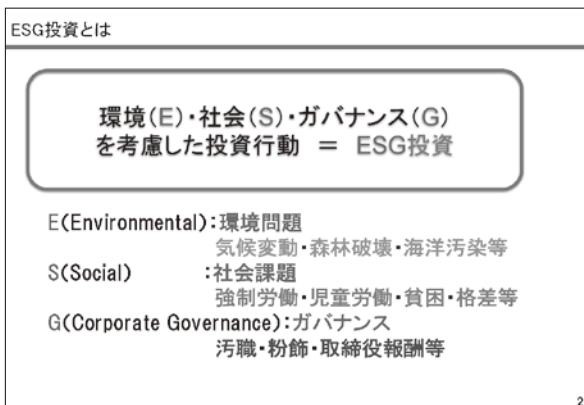 ESG投資とは
環境(E)・社会(S)・ガバナンス(G)
を考慮した投資行動 = ESG投資
E(Environmental):環境問題
気候変動・森林破壊・海洋汚染等
S(Social) :社会課題
強制労働・児童労働・貧困・格差等
G(Corporate Governance):ガバナンス
汚職・粉飾・取締役報酬等
2